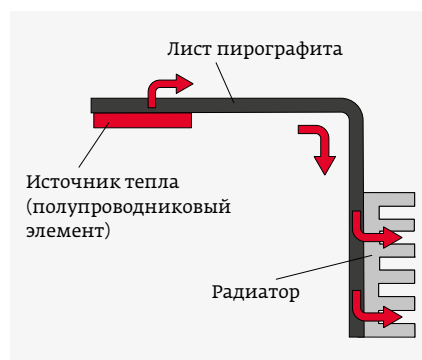 Лист пирографита
Источник тепла
(полупроводниковый
элемент)
Радиатор